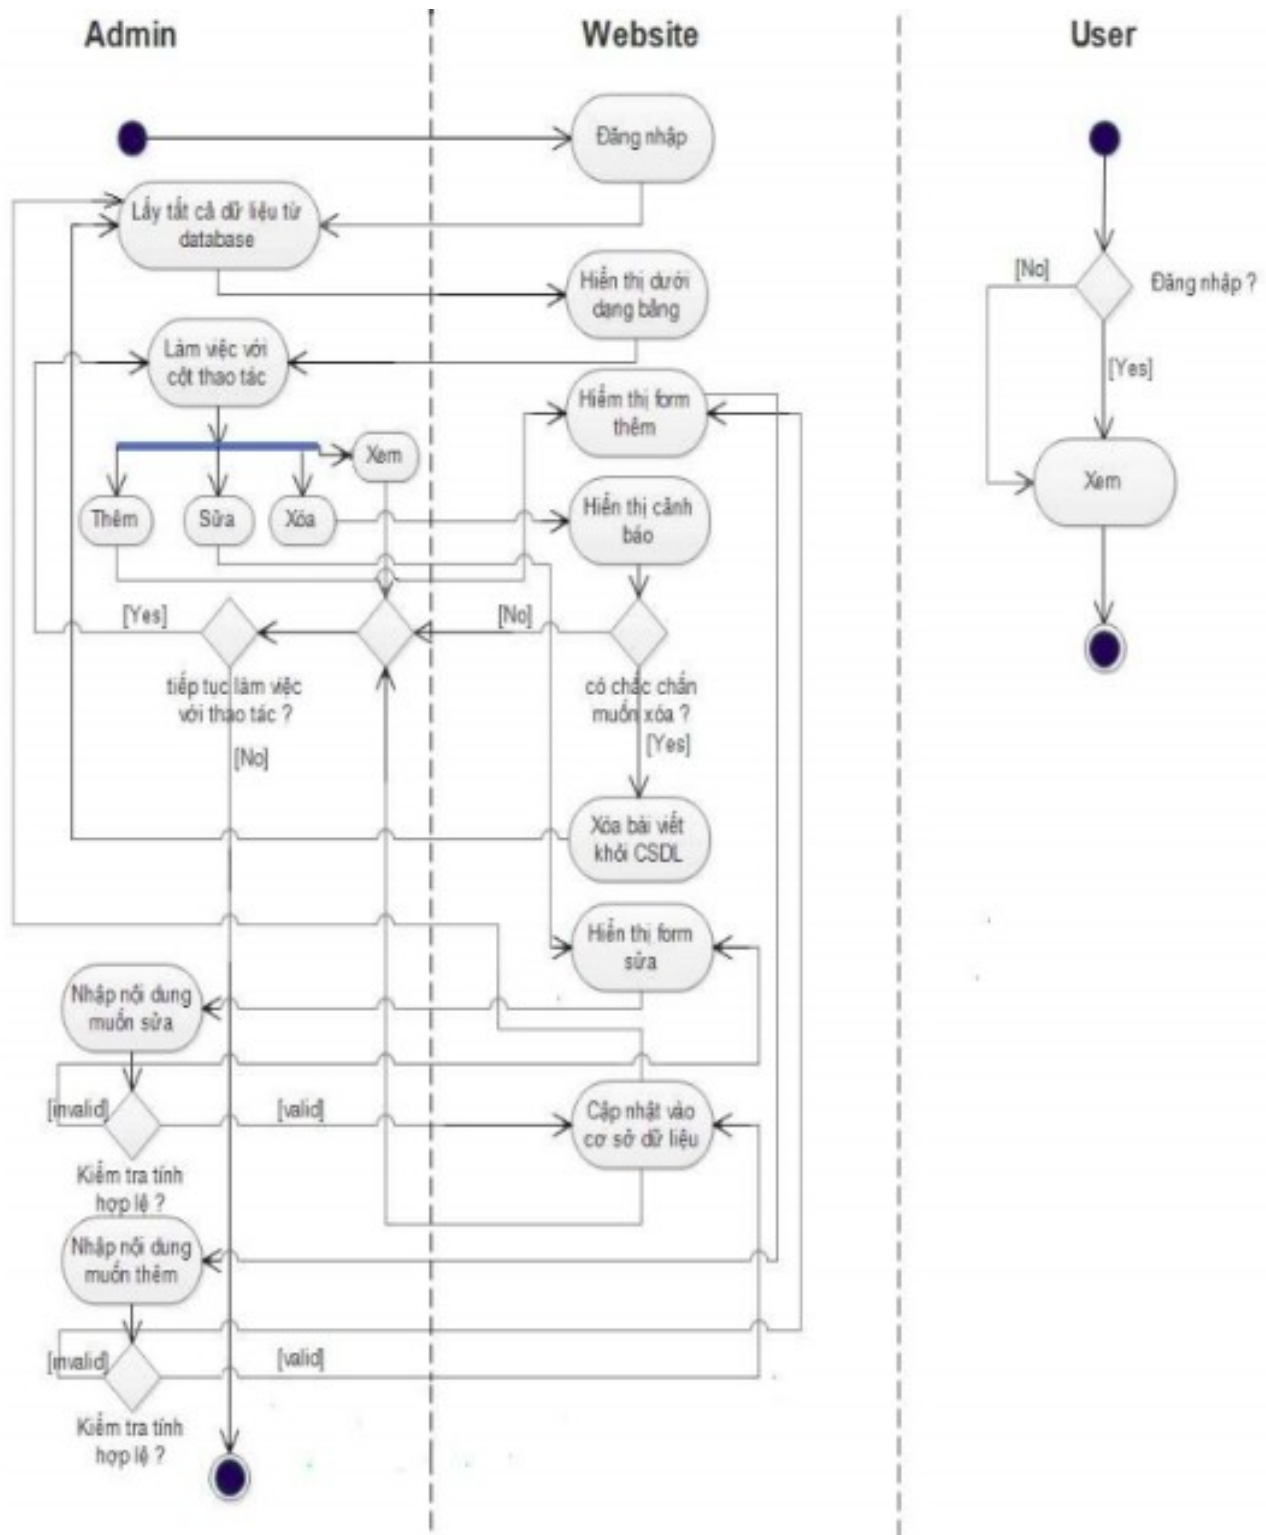 Admin
Website
User
Đăng nhập
Lấy tất cả dữ liệu từ
database
Hiển thị dưới
dạng bảng
[No]
Đăng nhập ?
Làm việc với
cột thao tác
[Yes]
Hiểm thị form
thêm
Xem
Xem
Thêm
Sửa
Xóa
Hiển thị cảnh
báo
[Yes]
[No]
tiếp tục làm việc
với thao tác ?
có chắc chắn
muốn xóa ?
[No]
[Yes]
Xóa bài viết
khỏi CSDL
Hiển thị form
sửa
Nhập nội dung
muốn sửa
[invalid]
[valid]
Cập nhật vào
cơ sở dữ liệu
Kiểm tra tính
hợp lệ ?
Nhập nội dung
muốn thêm
[invalid]
[valid]
Kiểm tra tính
hợp lệ ?